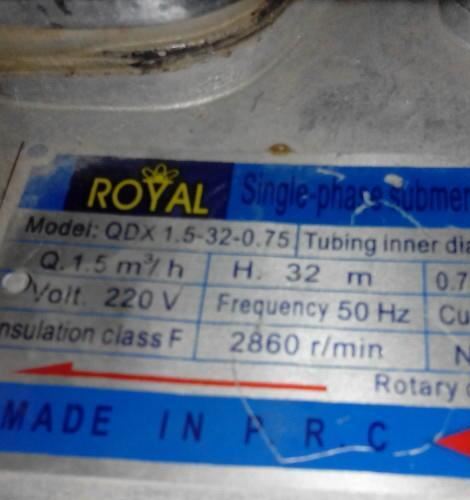 ROYAL Single-phase submer
Model: QDX 1.5-32-0.75 Tubing inner dia
Q. 1.5 m³/h H. 32 m 0.7
Volt. 220 V Frequency 50 Hz Cu
nsulation class F 2860 r/min N
Rotary
MADE IN P. R. C